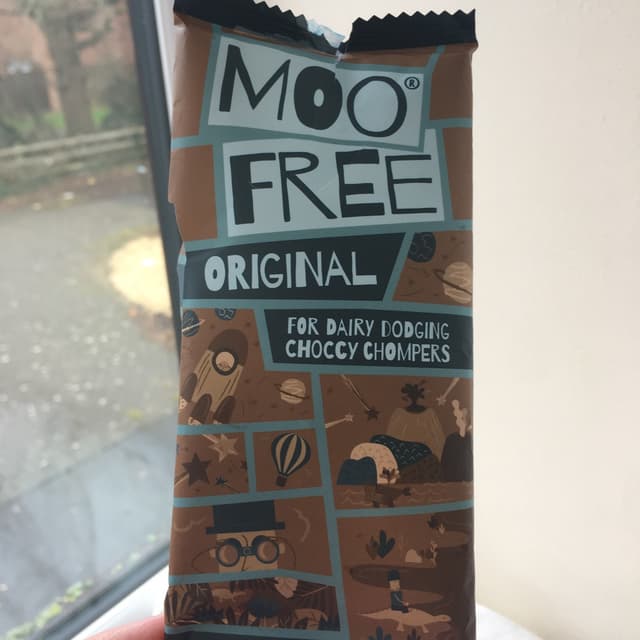 MOO®
FREE
ORIGINAL
FOR DAIRY DODGING
CHOCCY CHOMPERS